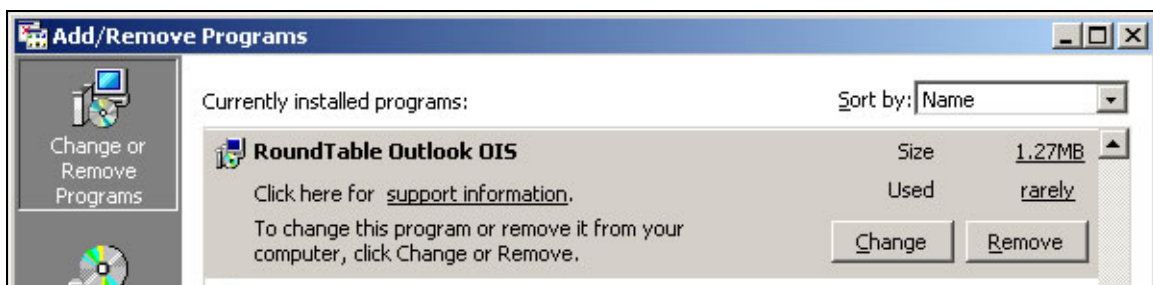 Add/Remove Programs
Change or
Remove
Programs
Currently installed programs:
Sort by: Name
RoundTable Outlook OIS
Size 1.27MB
Click here for support information.
Used rarely
To change this program or remove it from your
computer, click Change or Remove.
Change Remove